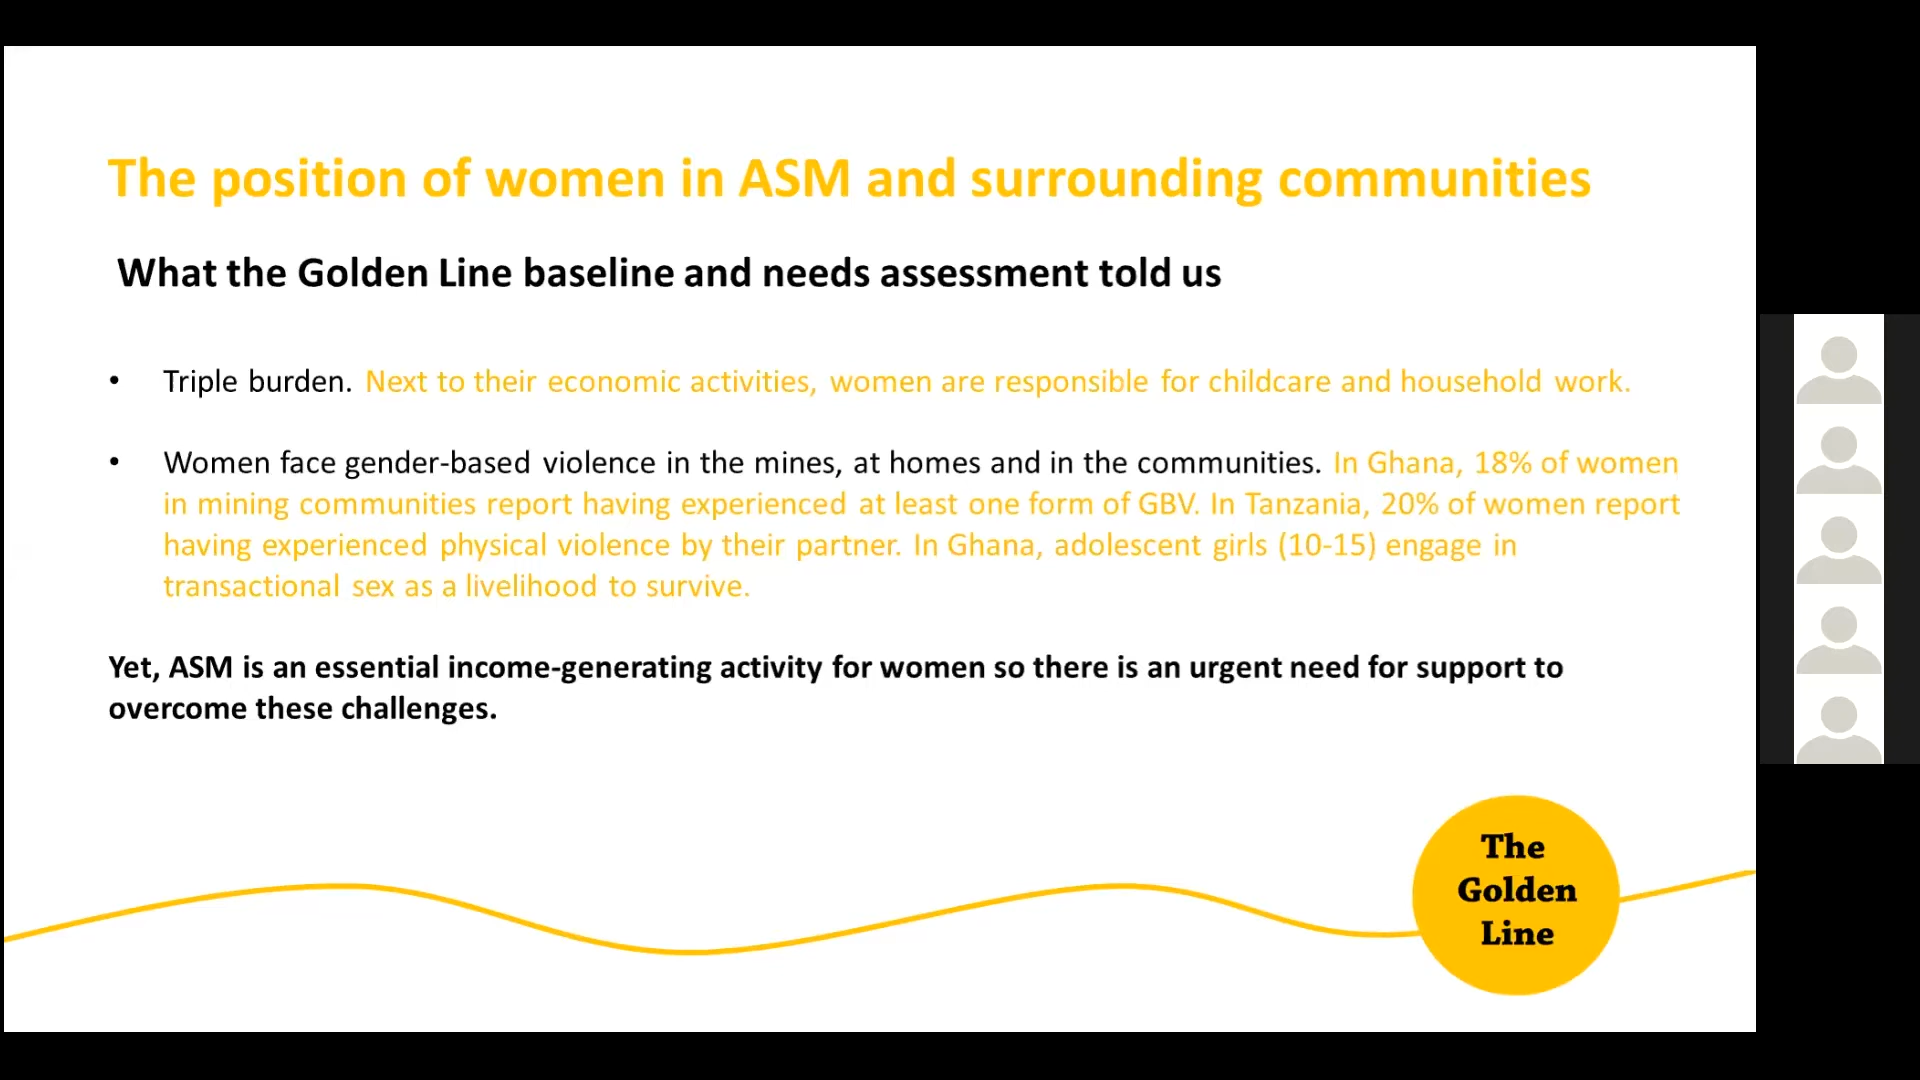 The position of women in ASM and surrounding communities
What the Golden Line baseline and needs assessment told us
• Triple burden. Next to their economic activities, women are responsible for childcare and household work.
• Women face gender-based violence in the mines, at homes and in the communities. In Ghana, 18% of women
in mining communities report having experienced at least one form of GBV. In Tanzania, 20% of women report
having experienced physical violence by their partner. In Ghana, adolescent girls (10-15) engage in
transactional sex as a livelihood to survive.
Yet, ASM is an essential income-generating activity for women so there is an urgent need for support to
overcome these challenges.
The
Golden
Line